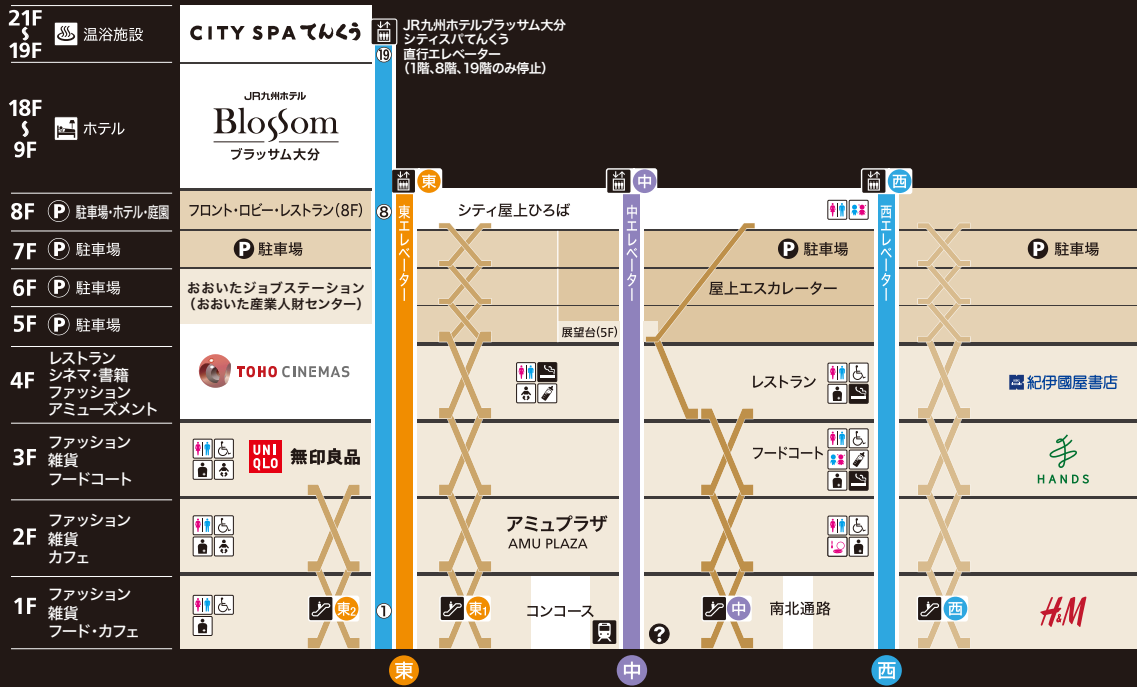 21F
〜
19F
温浴施設
CITY SPA てんくう
⑲
JR九州ホテルブラッサム大分
シティスパてんくう
直行エレベーター
(1階、8階、19階のみ停止)
18F
〜
9F
ホテル
JR九州ホテル
Blossom
ブラッサム大分
東
中
西
8F
P 駐車場・ホテル・庭園
フロント・ロビー・レストラン(8F)
⑧
東エレベーター
シティ屋上ひろば
中エレベーター
西エレベーター
7F
P 駐車場
P 駐車場
P 駐車場
P 駐車場
6F
P 駐車場
おおいたジョブステーション
(おおいた産業人財センター)
屋上エスカレーター
5F
P 駐車場
展望台(5F)
4F
レストラン
シネマ・書籍
ファッション
アミューズメント
TOHO CINEMAS
レストラン
紀伊國屋書店
3F
ファッション
雑貨
フードコート
UNI
QLO
無印良品
フードコート
HANDS
2F
ファッション
雑貨
カフェ
アミュプラザ
AMU PLAZA
1F
ファッション
雑貨
フード・カフェ
東2
①
東1
コンコース
?
中
南北通路
西
H&M
東
中
西